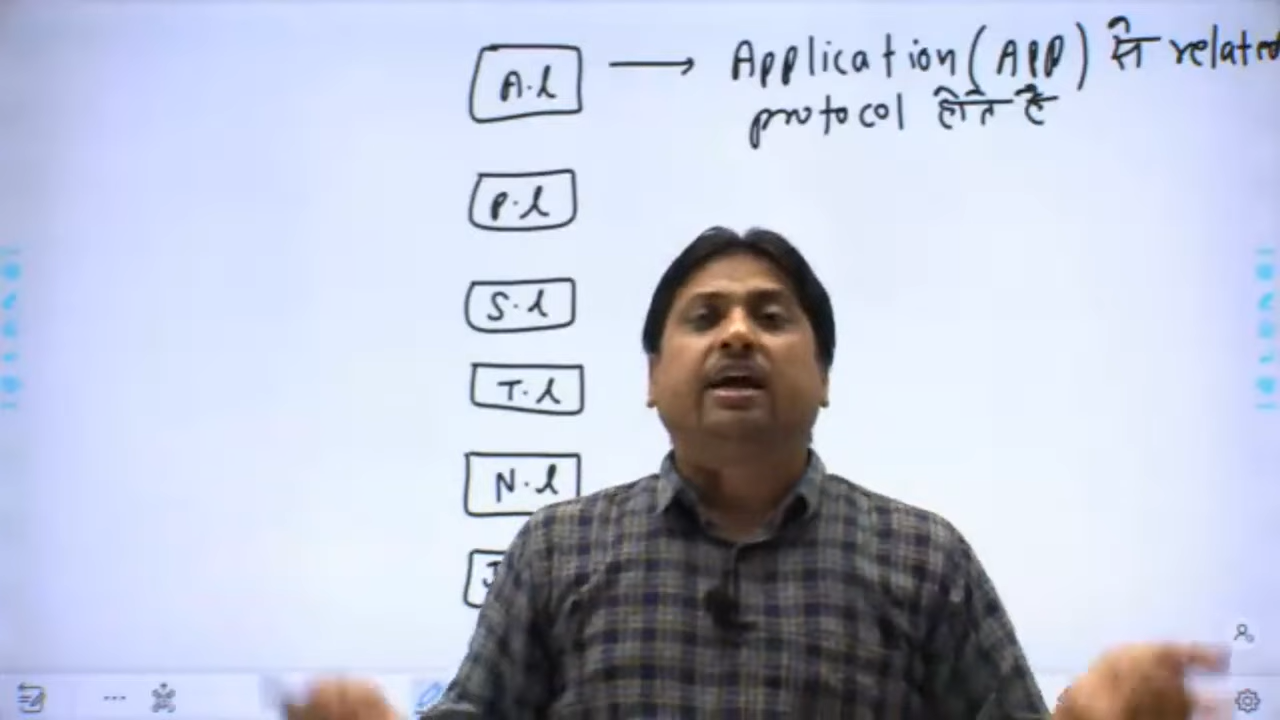 A.l → Application (APP) से related
protocol होते है
P.l
S.l
T.l
N.l